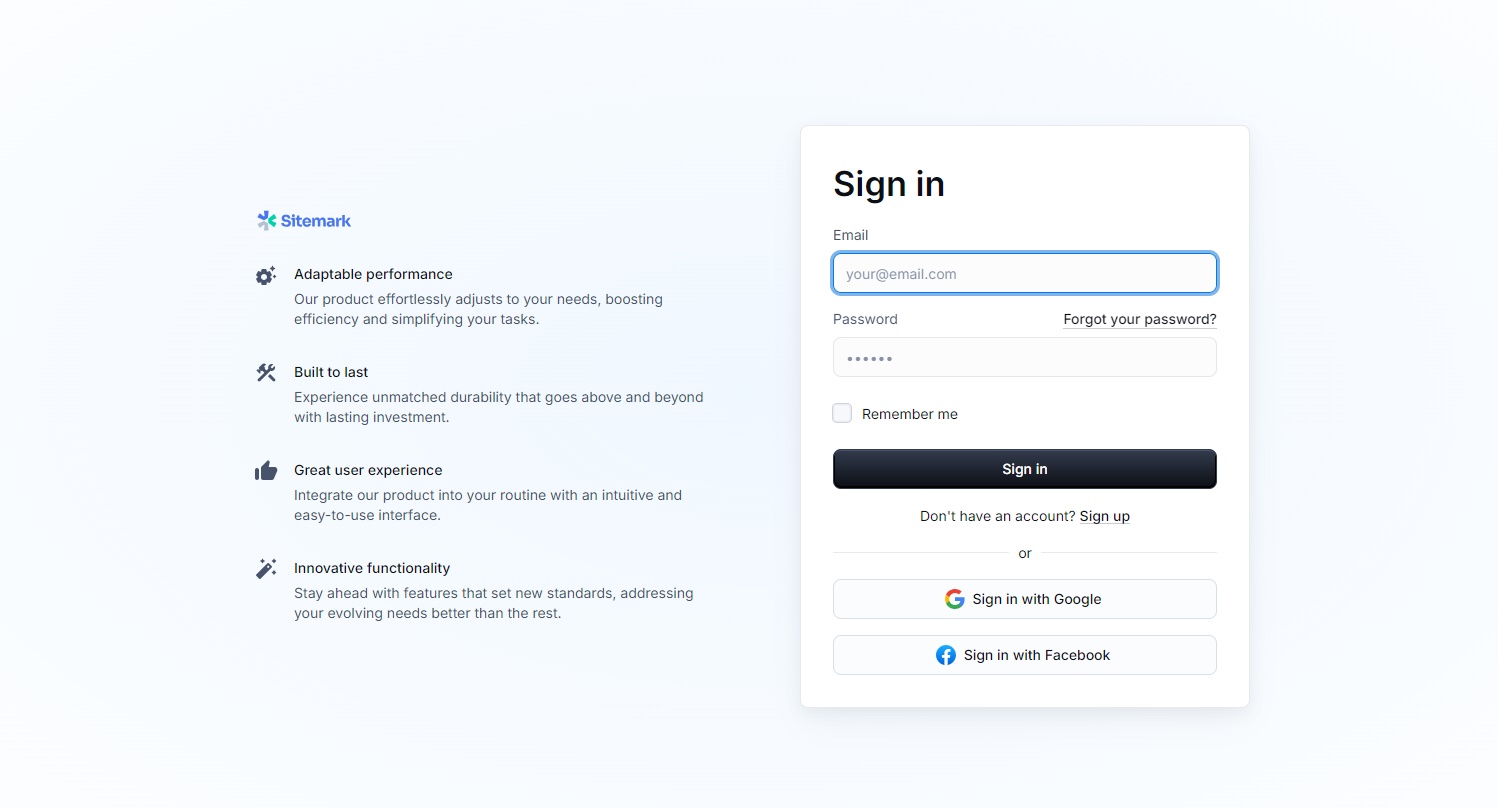 Sitemark
Adaptable performance
Our product effortlessly adjusts to your needs, boosting
efficiency and simplifying your tasks.
Built to last
Experience unmatched durability that goes above and beyond
with lasting investment.
Great user experience
Integrate our product into your routine with an intuitive and
easy-to-use interface.
Innovative functionality
Stay ahead with features that set new standards, addressing
your evolving needs better than the rest.
Sign in
Email
your@email.com
Password Forgot your password?
••••••
Remember me
Sign in
Don't have an account? Sign up
or
Sign in with Google
Sign in with Facebook